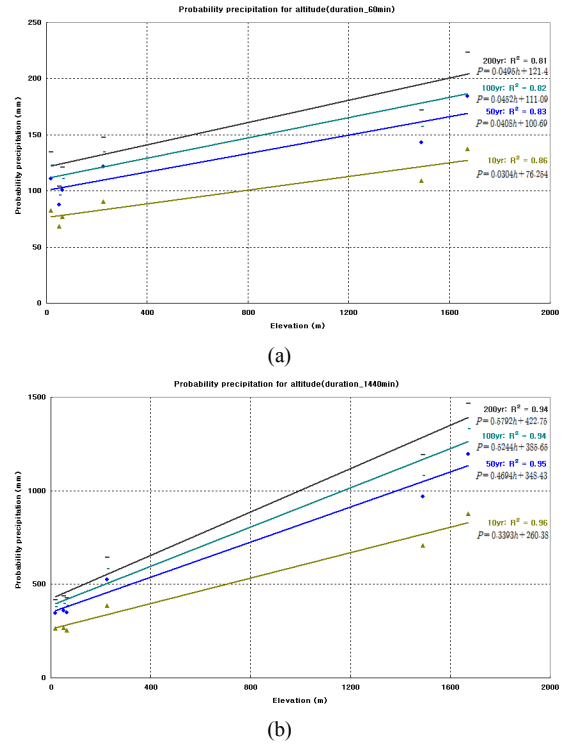 Probability precipitation for altitude(duration_60min)
Probability precipitation (mm)
250
200
150
100
50
0
200yr: R² = 0.81
P=0.0495h+121.4
100yr: R² = 0.82
P=0.0452h+111.09
50yr: R² = 0.83
P=0.0408h+100.69
10yr: R² = 0.86
P=0.0304h+76.254
0 400 800 1200 1600 2000
Elevation (m)
(a)
Probability precipitation for altitude(duration_1440min)
Probability precipitation (mm)
1500
1000
500
0
200yr: R² = 0.94
P=0.5792h+422.75
100yr: R² = 0.94
P=0.5244h+385.65
50yr: R² = 0.95
P=0.4694h+348.43
10yr: R² = 0.96
P=0.3393h+260.38
0 400 800 1200 1600 2000
Elevation (m)
(b)